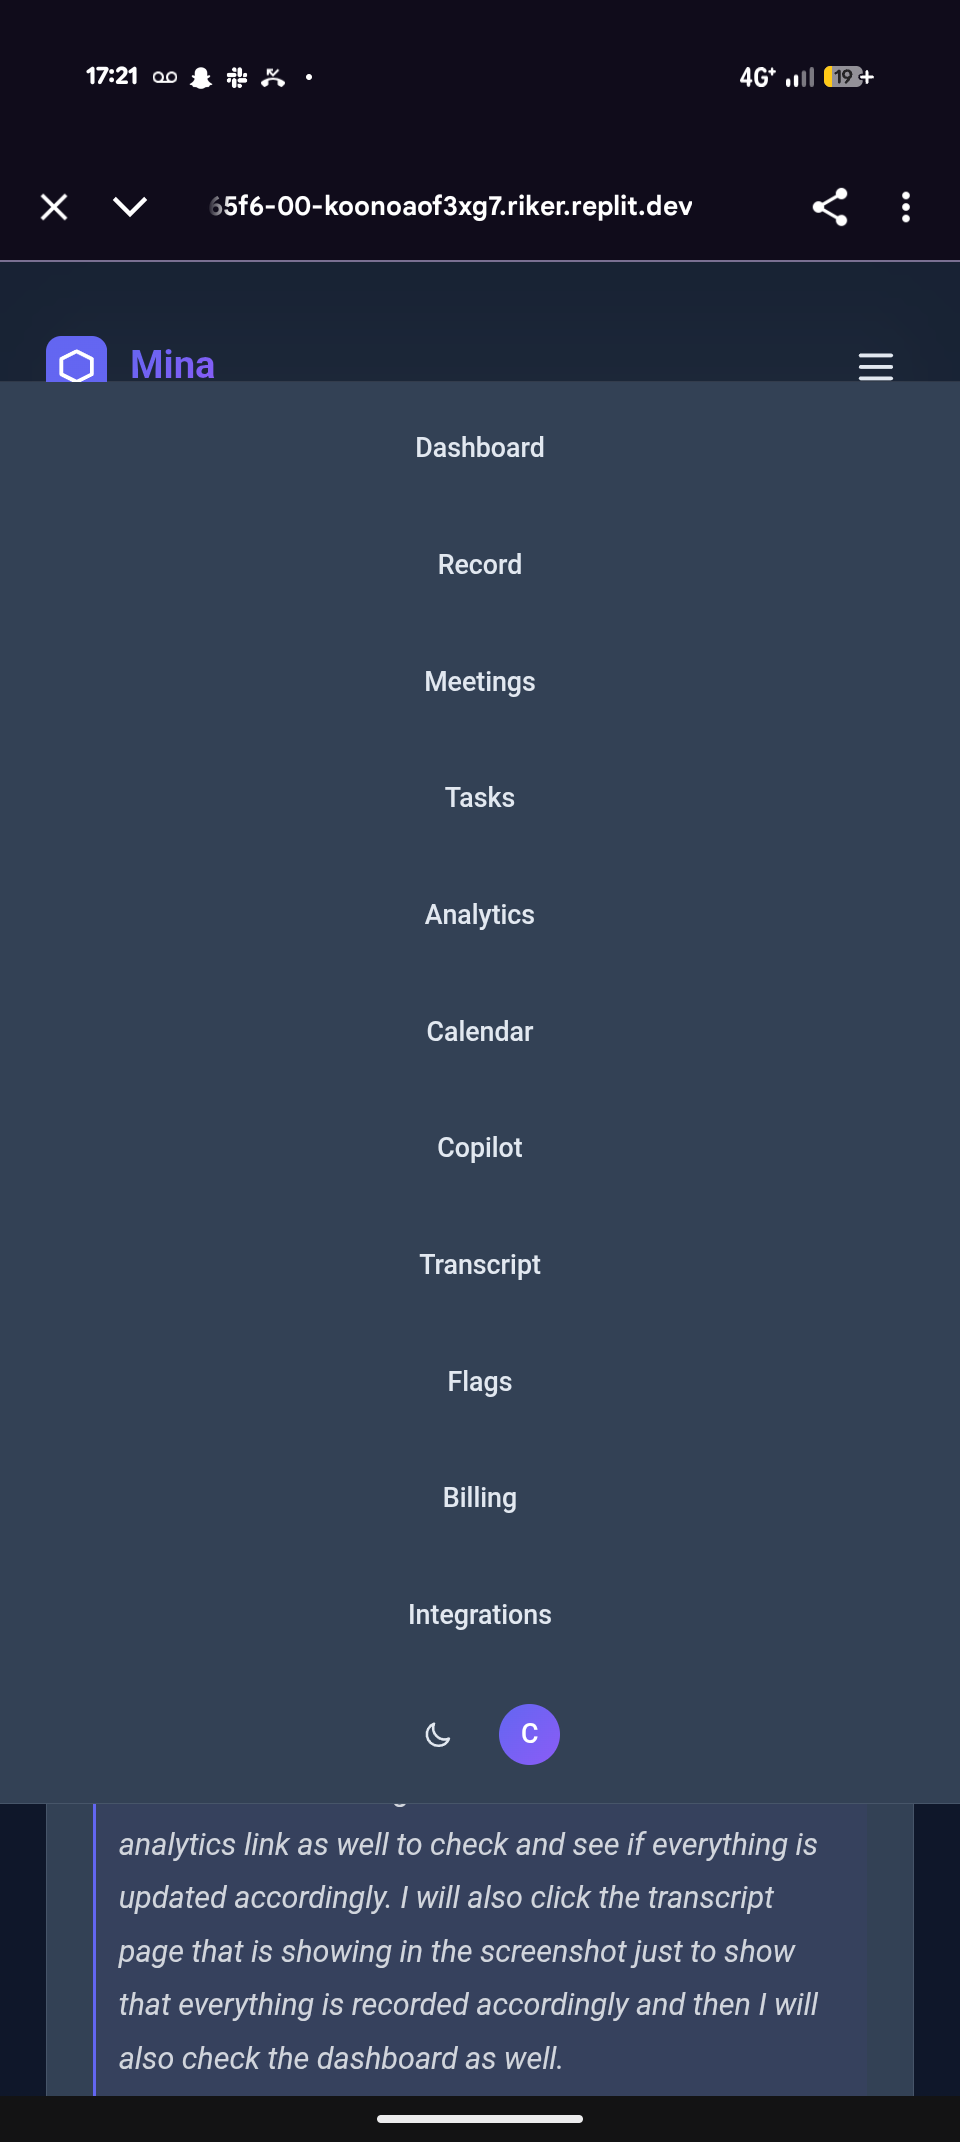 17:21
4G+ 19+
65f6-00-koonoaof3xg7.riker.replit.dev
Mina
Dashboard
Record
Meetings
Tasks
Analytics
Calendar
Copilot
Transcript
Flags
Billing
Integrations
C
analytics link as well to check and see if everything is
updated accordingly. I will also click the transcript
page that is showing in the screenshot just to show
that everything is recorded accordingly and then I will
also check the dashboard as well.